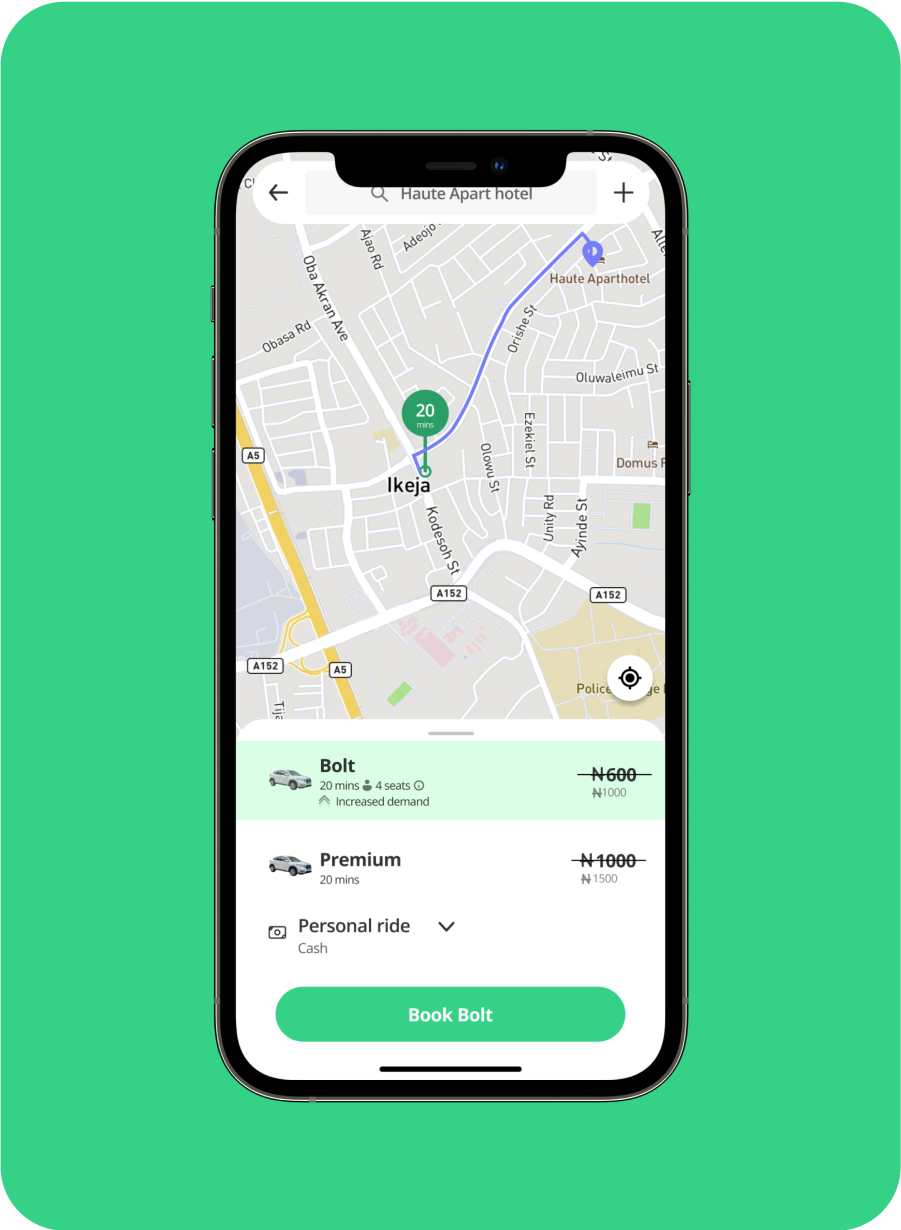 Haute Apart hotel
Ajao Rd
Adeojo
Oba Akran Ave
Haute Aparthotel
Obasa Rd
Orishe St
Oluwaleimu St
20
mins
Ezekiel St
Olowu St
A5
Domus
Ikeja
Unity Rd
Ayinde St
Kodesoh St
A152
A152
A152
A5
Police
Bolt
20 mins 4 seats
Increased demand
₦600
₦1000
Premium
20 mins
₦1000
₦1500
Personal ride
Cash
Book Bolt